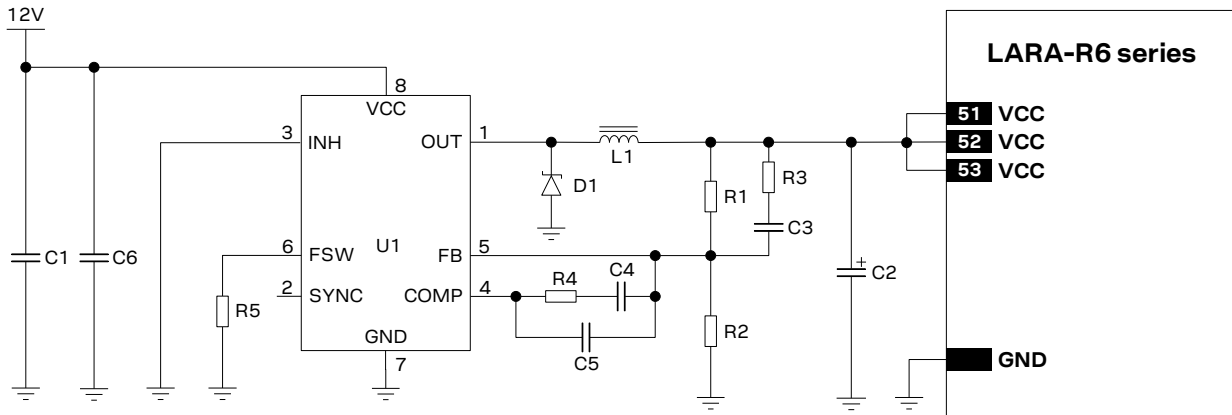 12V
LARA-R6 series
8
VCC
51 VCC
3 INH
OUT 1
52 VCC
L1
53 VCC
D1
R1
R3
C3
C1
C6
6 FSW
U1
FB 5
C2
+
R4
C4
2 SYNC
COMP 4
R5
R2
GND
C5
7
GND